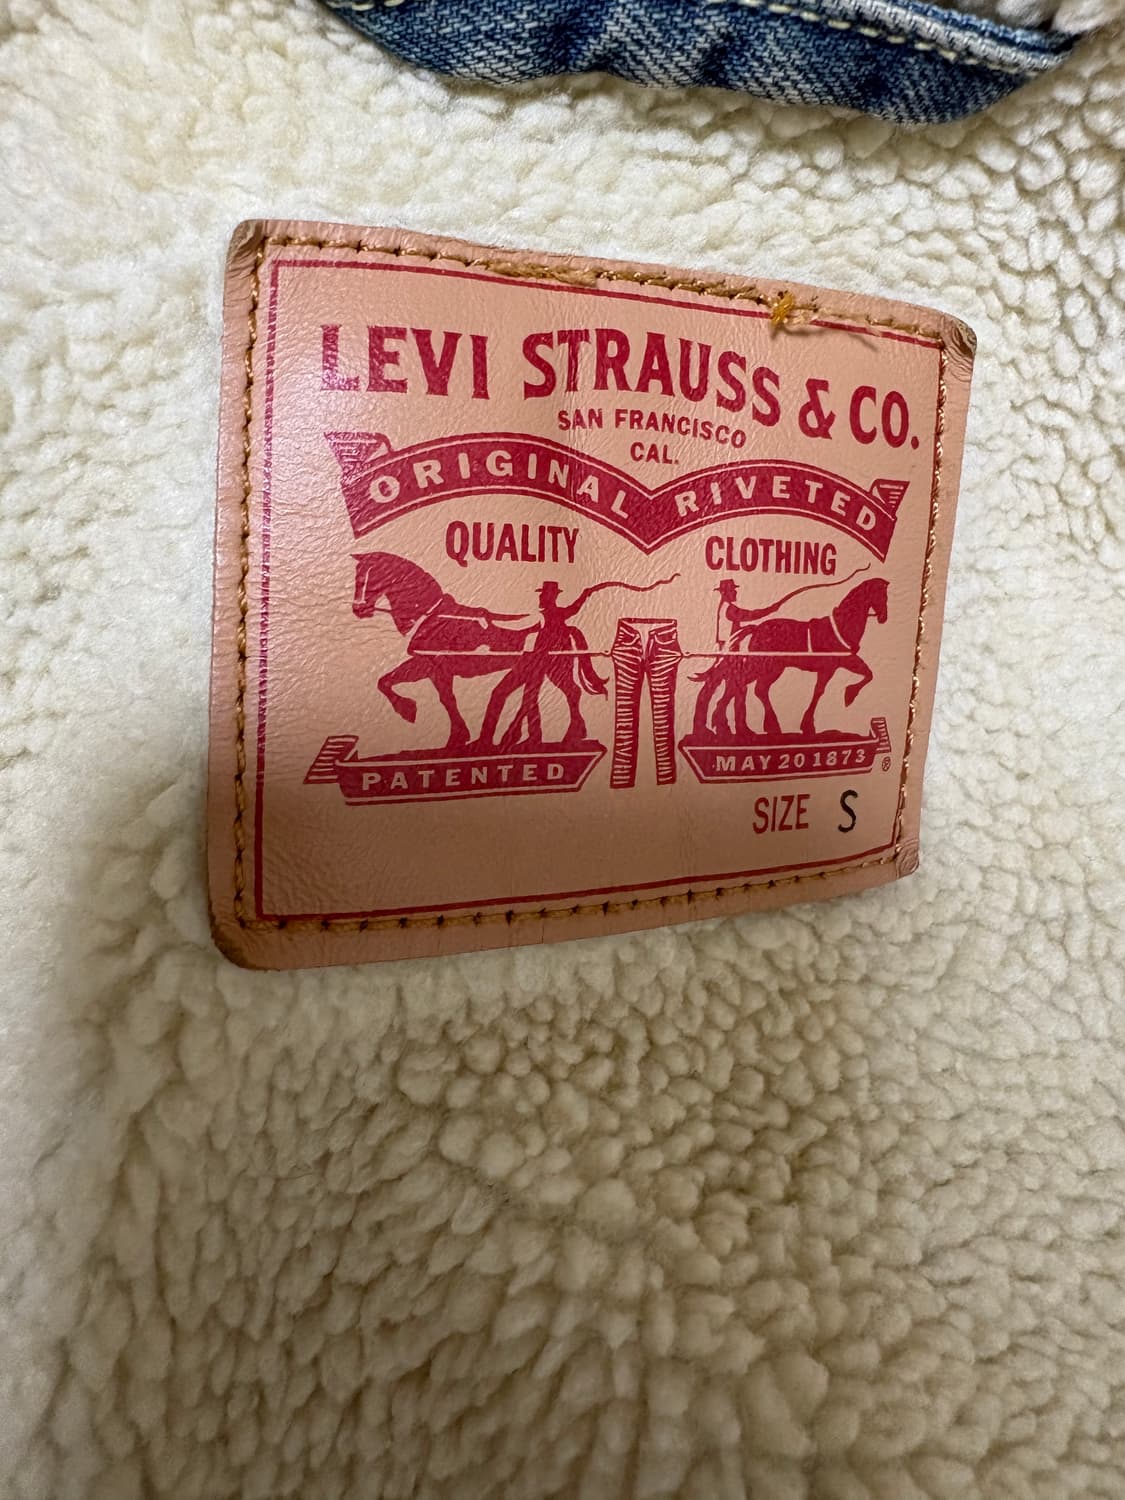 LEVI STRAUSS & CO.
SAN FRANCISCO
CAL.
ORIGINAL RIVETED
QUALITY CLOTHING
PATENTED MAY 20 1873 ®
SIZE S